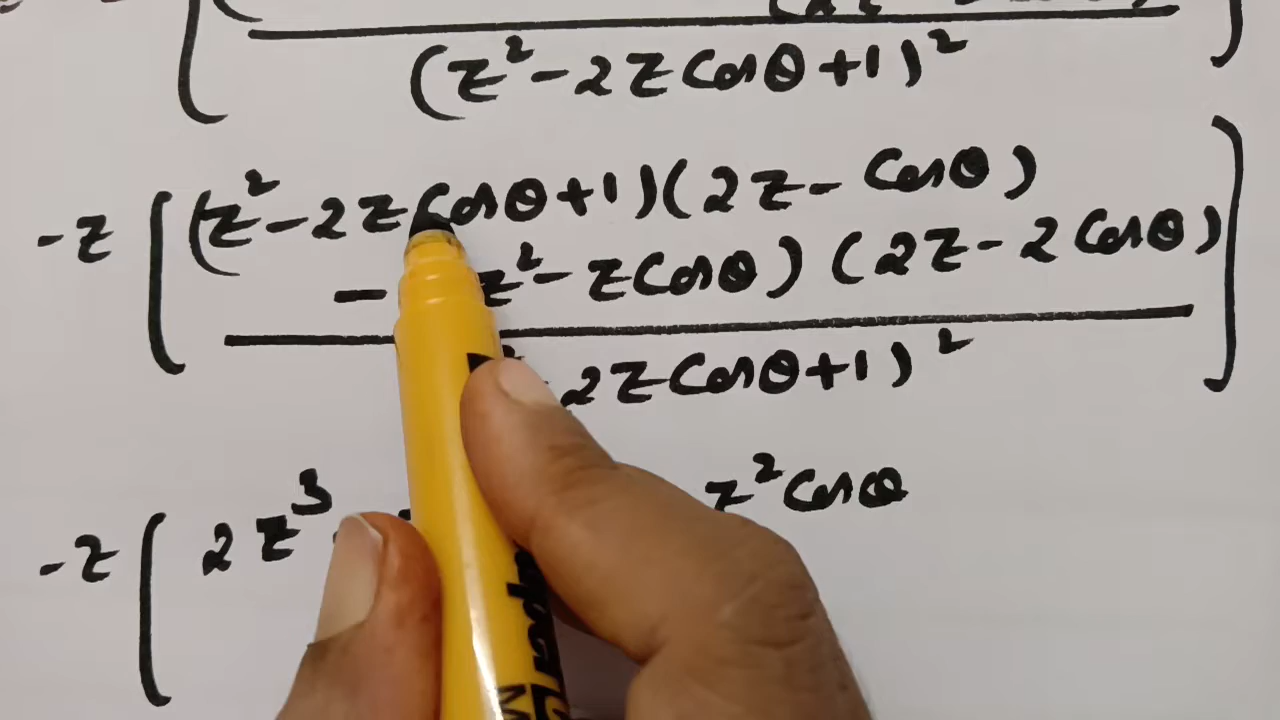 (z² - 2z cosθ + 1)²
-z [ (z² - 2z cosθ + 1)(2z - cosθ)
- z² - z cosθ) (2z - 2 cosθ) ]
2z cosθ + 1)²
-z [ 2z³ z² cosθ